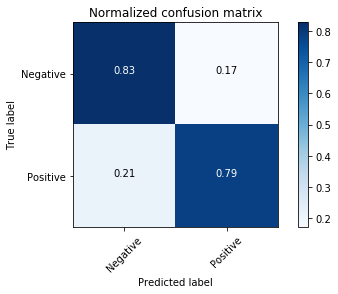 Normalized confusion matrix
True label
Negative
Positive
0.83
0.17
0.21
0.79
Negative
Positive
Predicted label
0.8
0.7
0.6
0.5
0.4
0.3
0.2